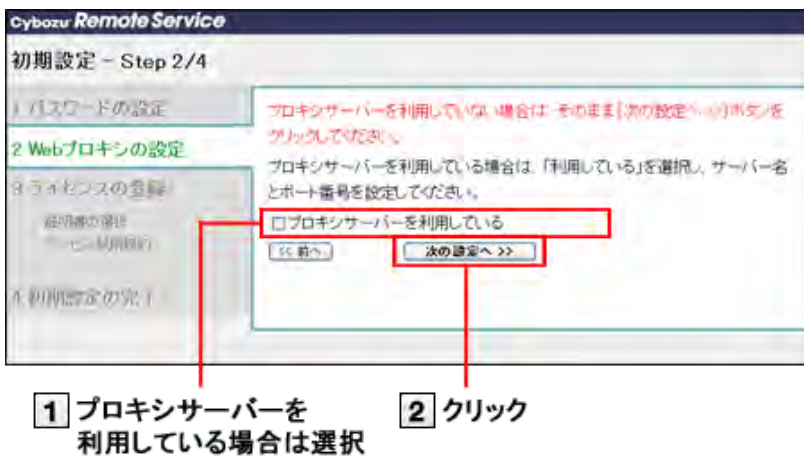 Cybozu Remote Service
初期設定 - Step 2/4
1 パスワードの設定
2 Webプロキシの設定
3 ライセンスの登録
4 初期設定の完了
プロキシサーバーを利用していない場合は、そのまま[次の設定へ >>]ボタンを
クリックしてください。
プロキシサーバーを利用している場合は、「利用している」を選択し、サーバー名
とポート番号を設定してください。
プロキシサーバーを利用している
<< 前へ
次の設定へ >>
1 プロキシサーバーを
利用している場合は選択
2 クリック